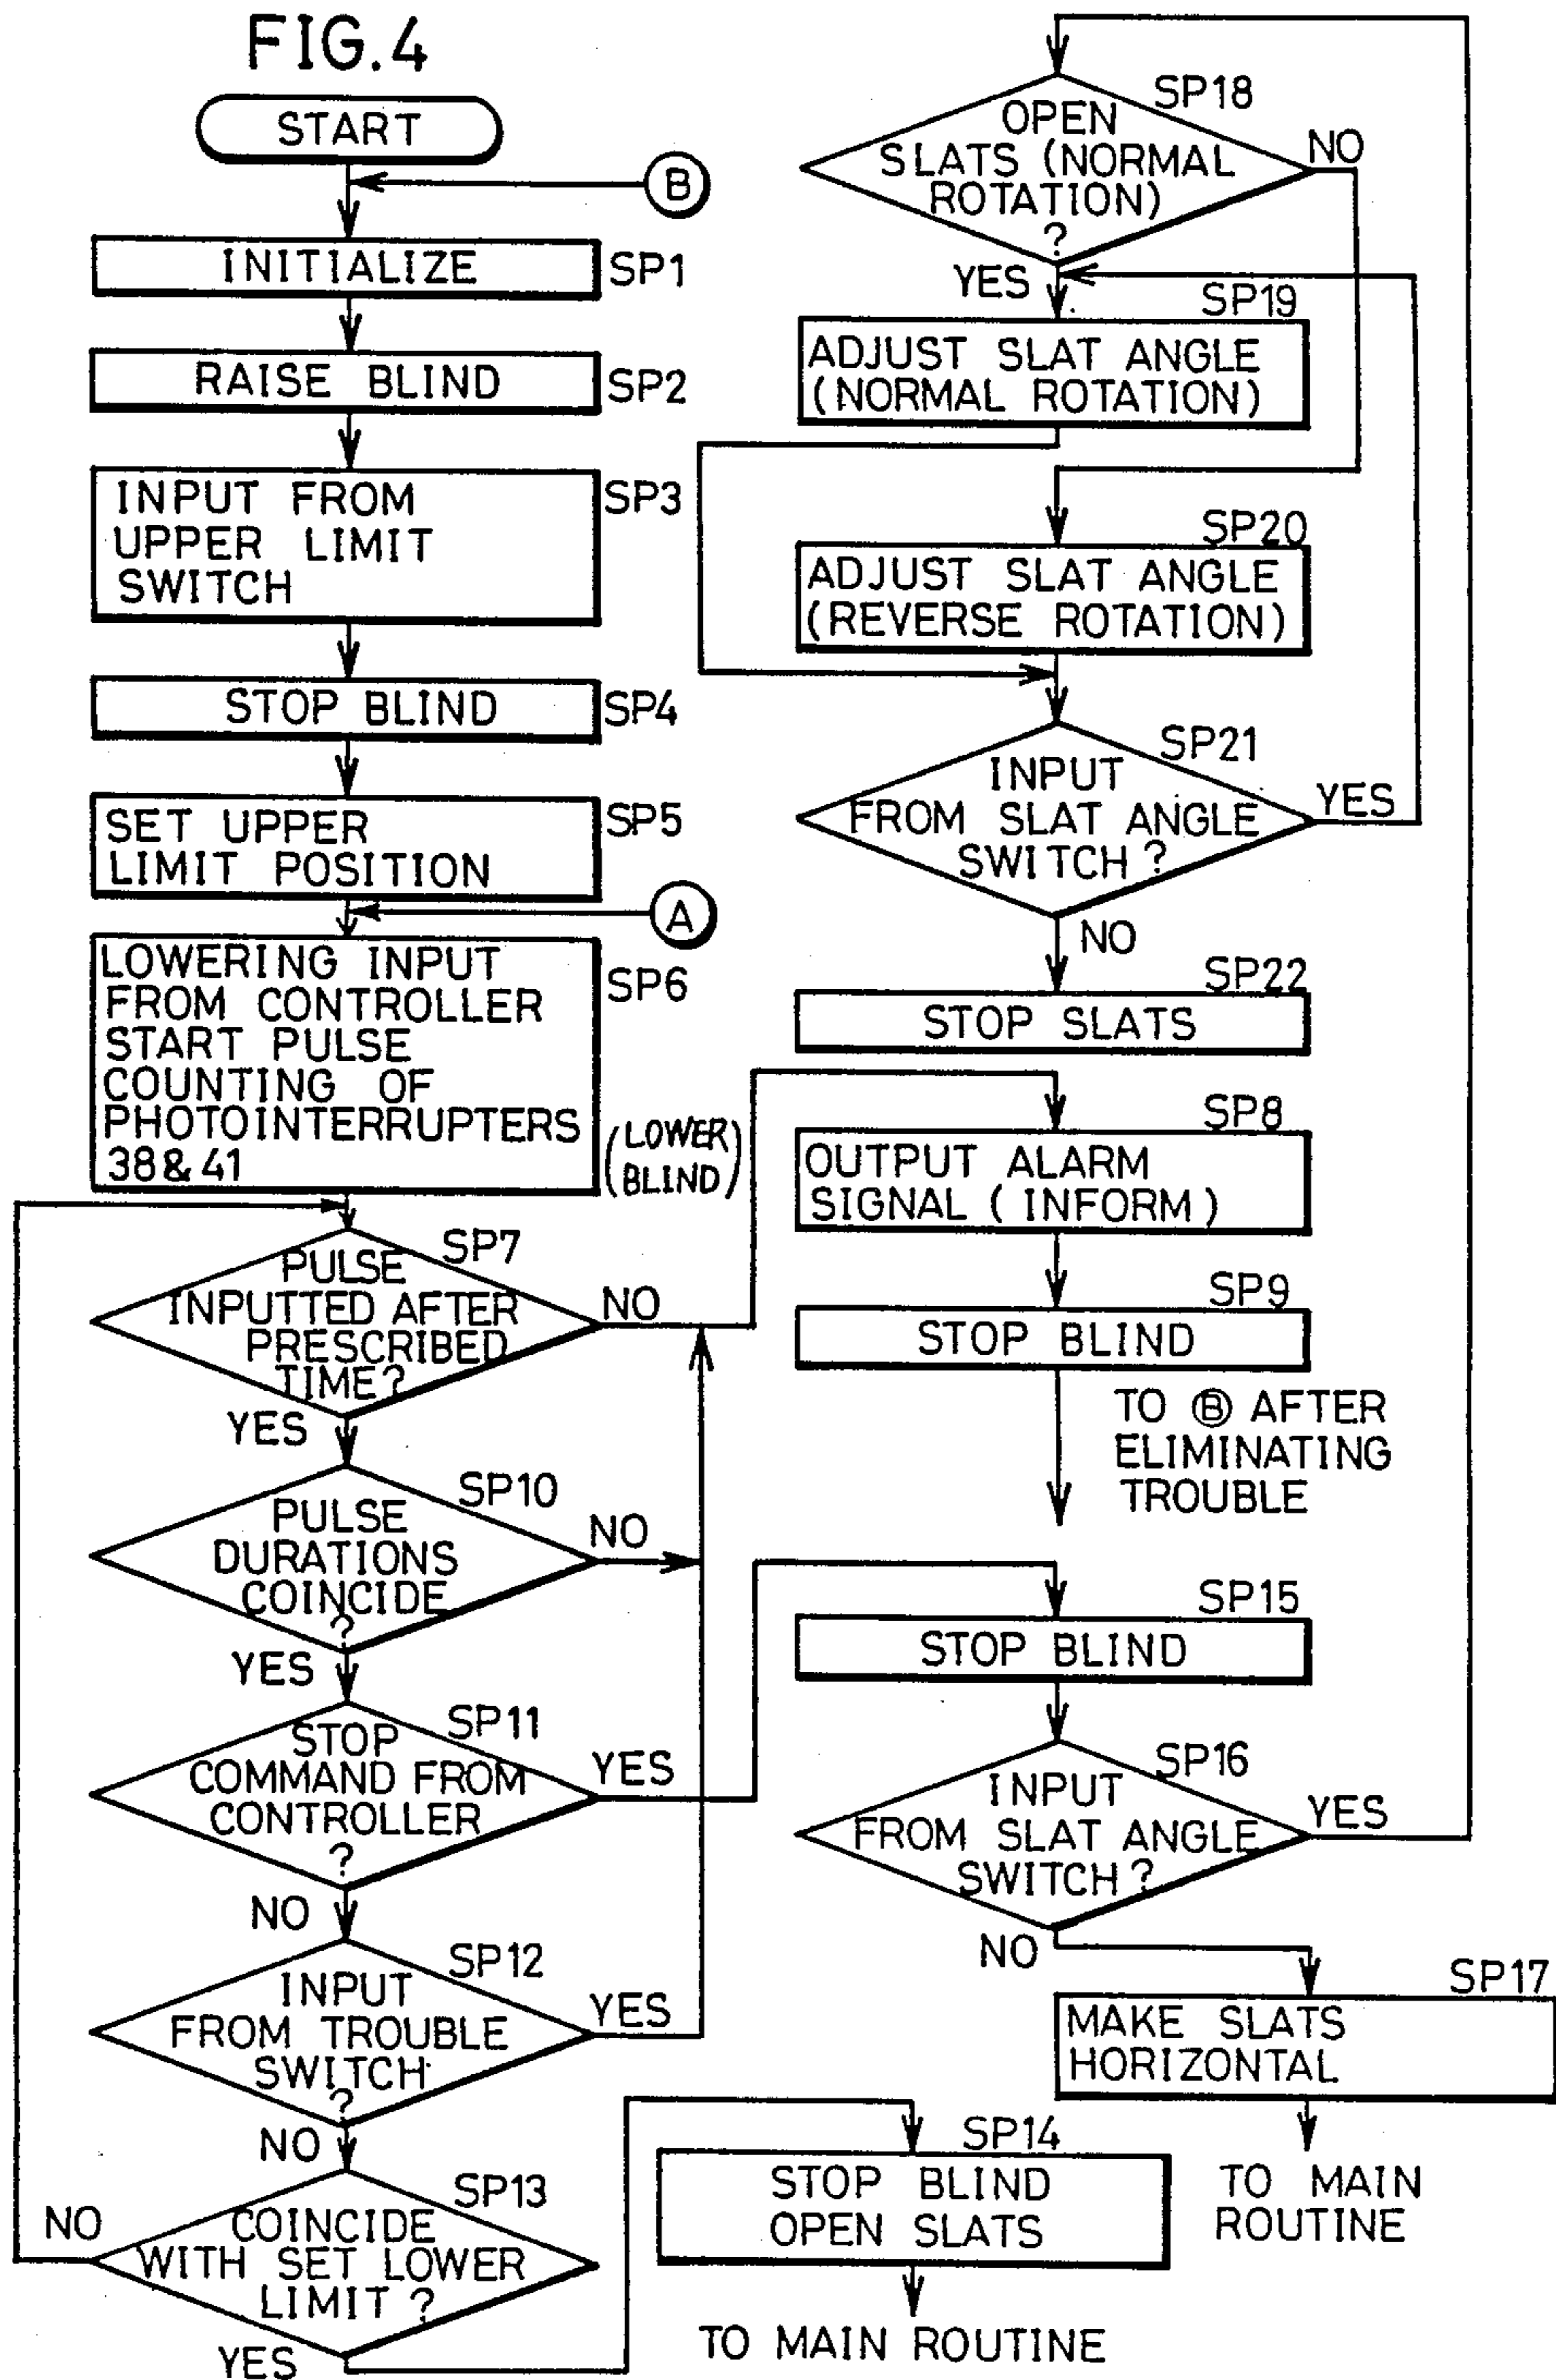 FIG.4
START
B
INITIALIZE
SP1
RAISE BLIND
SP2
INPUT FROM
UPPER LIMIT
SWITCH
SP3
STOP BLIND
SP4
SET UPPER
LIMIT POSITION
SP5
A
LOWERING INPUT
FROM CONTROLLER
START PULSE
COUNTING OF
PHOTOINTERRUPTERS
38&41
SP6
(LOWER)
(BLIND)
SP7
PULSE
INPUTTED AFTER
PRESCRIBED
TIME?
NO
YES
SP10
PULSE
DURATIONS
COINCIDE
?
NO
YES
SP11
STOP
COMMAND FROM
CONTROLLER
?
YES
NO
SP12
INPUT
FROM TROUBLE
SWITCH
?
YES
NO
SP13
COINCIDE
WITH SET LOWER
LIMIT?
NO
YES
SP14
STOP BLIND
OPEN SLATS
TO MAIN ROUTINE
SP18
OPEN
SLATS (NORMAL
ROTATION)
?
NO
YES
SP19
ADJUST SLAT ANGLE
(NORMAL ROTATION)
SP20
ADJUST SLAT ANGLE
(REVERSE ROTATION)
SP21
INPUT
FROM SLAT ANGLE
SWITCH?
YES
NO
SP22
STOP SLATS
SP8
OUTPUT ALARM
SIGNAL (INFORM)
SP9
STOP BLIND
TO Ⓑ AFTER
ELIMINATING
TROUBLE
SP15
STOP BLIND
SP16
INPUT
FROM SLAT ANGLE
SWITCH?
YES
NO
SP17
MAKE SLATS
HORIZONTAL
TO MAIN
ROUTINE